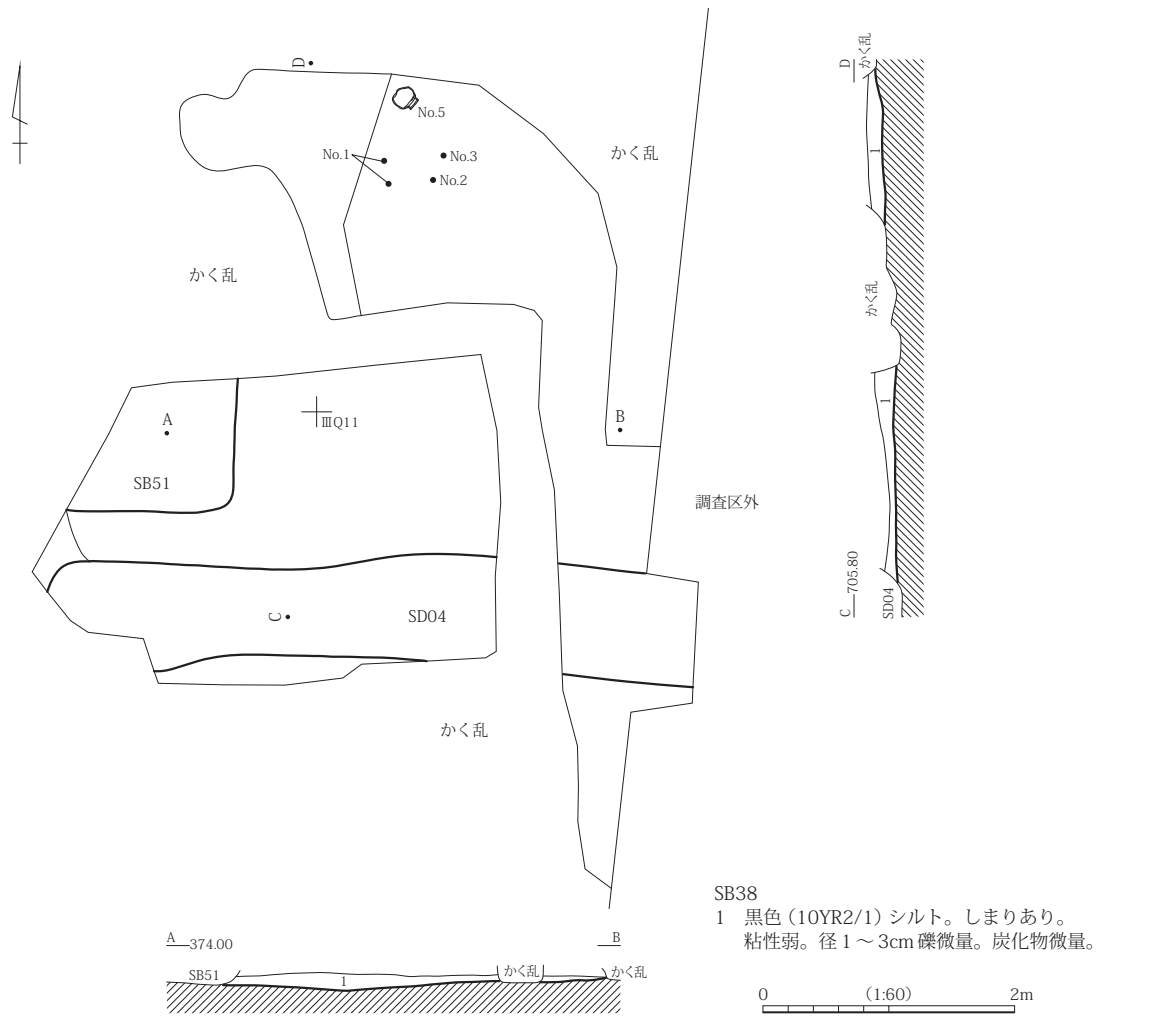 D
No.5
No.1
No.3
No.2
かく乱
かく乱
A
ⅢQ11
B
SB51
調査区外
C
SD04
かく乱
D
かく乱
1
かく乱
1
C 705.80
SD04
SB38
1 黒色(10YR2/1)シルト。しまりあり。
粘性弱。径1~3cm礫微量。炭化物微量。
A 374.00
B
SB51
1
かく乱
かく乱
0 (1:60) 2m